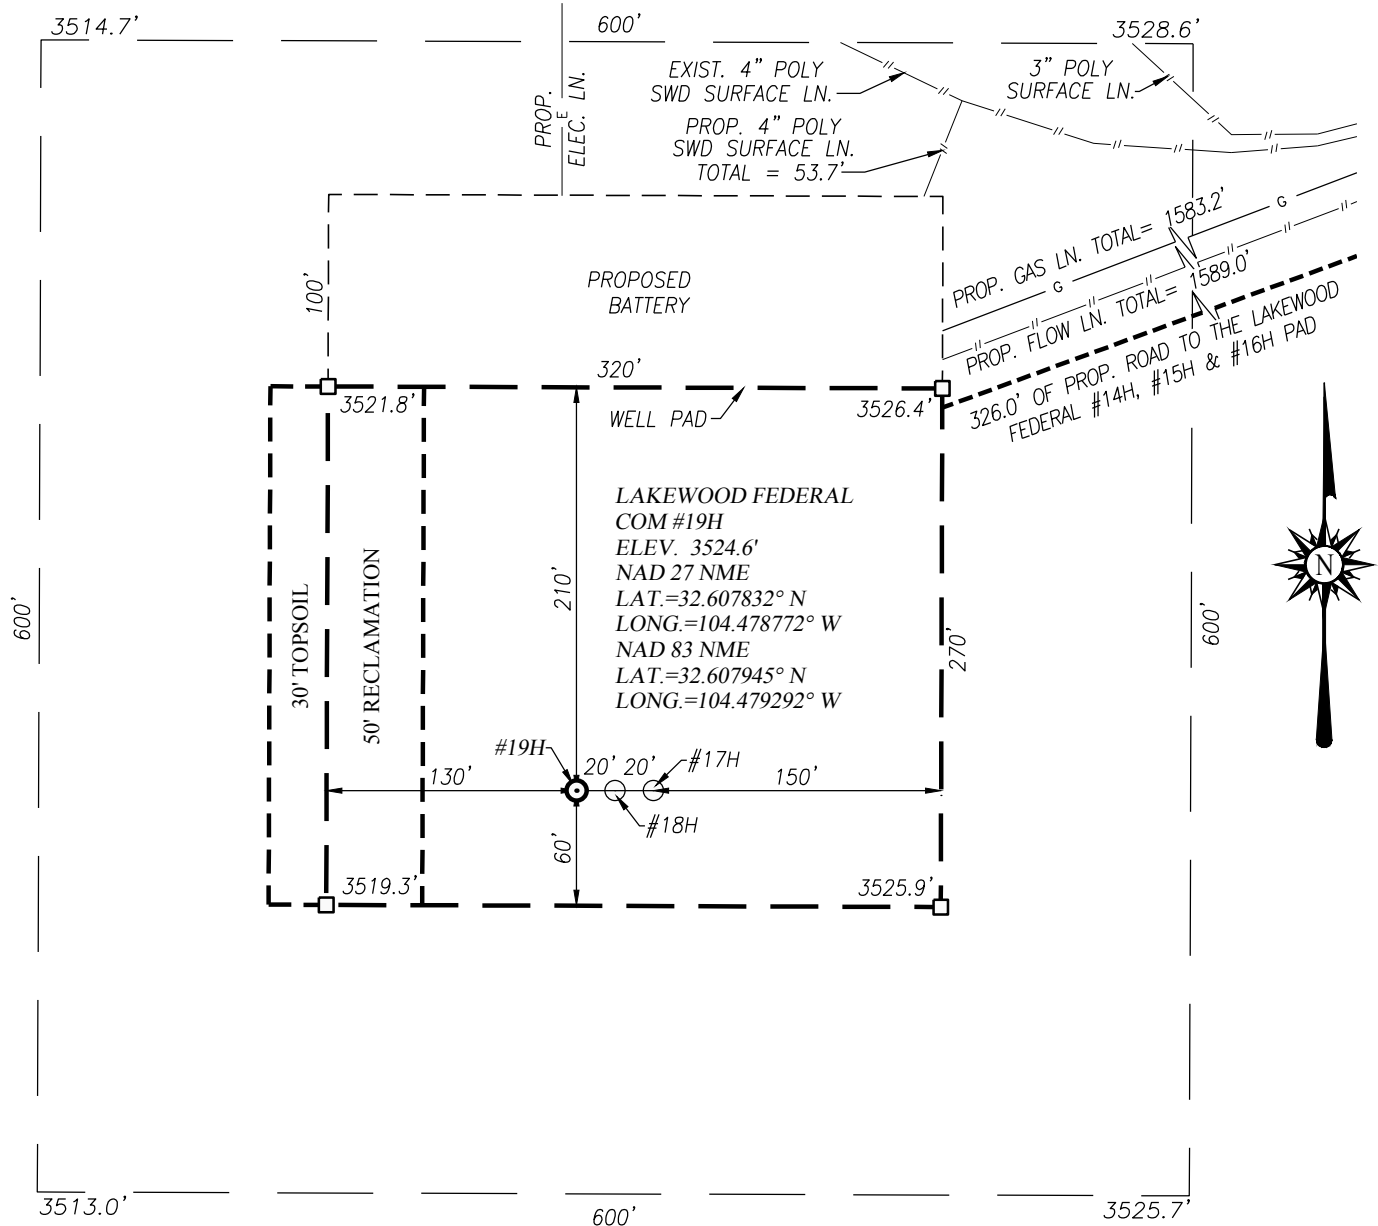 3514.7'
600'
3528.6'
EXIST. 4" POLY
SWD SURFACE LN.
3" POLY
SURFACE LN.
PROP.
E
ELEC. LN.
PROP. 4" POLY
SWD SURFACE LN.
TOTAL = 53.7'
PROPOSED
BATTERY
100'
PROP. GAS LN. TOTAL= 1583.2'
G
G
PROP. FLOW LN. TOTAL= 1589.0'
326.0' OF PROP. ROAD TO THE LAKEWOOD
FEDERAL #14H, #15H & #16H PAD
320'
3521.8'
WELL PAD
3526.4'
LAKEWOOD FEDERAL
COM #19H
ELEV. 3524.6'
NAD 27 NME
LAT.=32.607832° N
LONG.=104.478772° W
NAD 83 NME
LAT.=32.607945° N
LONG.=104.479292° W
N
600'
30' TOPSOIL
50' RECLAMATION
210'
270'
600'
#19H
20' 20'
#17H
130'
150'
#18H
60'
3519.3'
3525.9'
3513.0'
600'
3525.7'